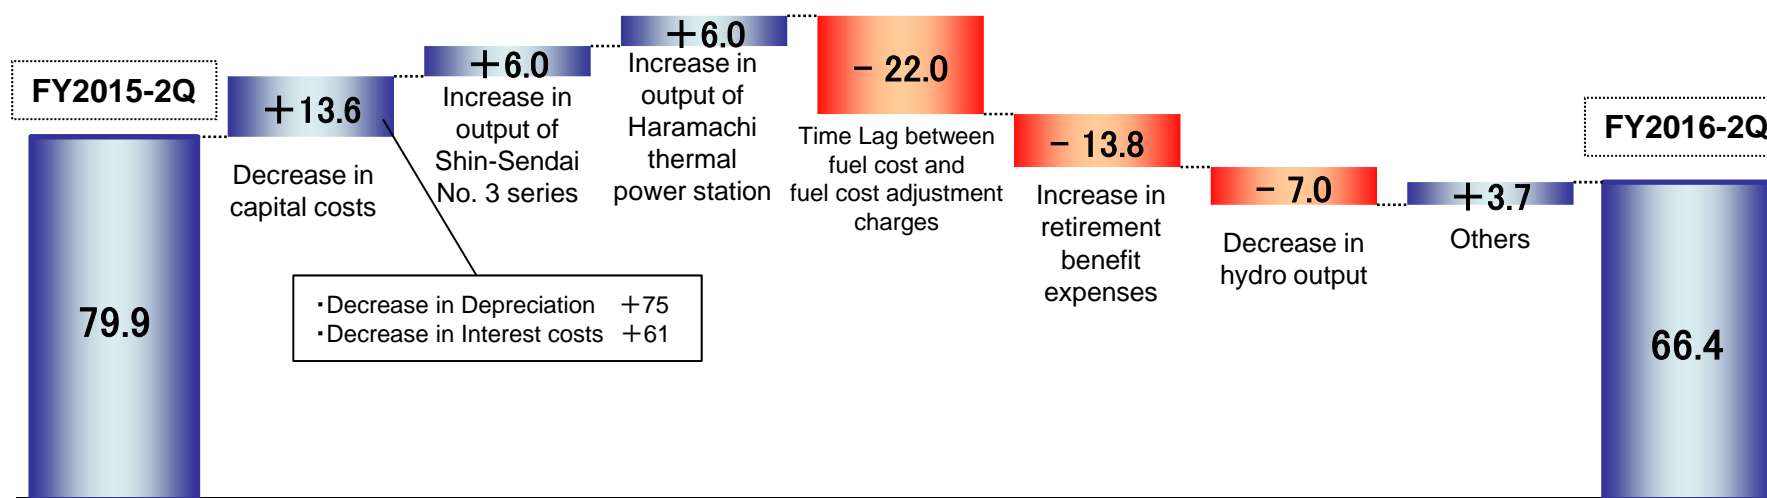 FY2015-2Q
79.9
+13.6
Decrease in
capital costs
・Decrease in Depreciation +75
・Decrease in Interest costs +61
+6.0
Increase in
output of
Shin-Sendai
No. 3 series
+6.0
Increase in
output of
Haramachi
thermal
power station
− 22.0
Time Lag between
fuel cost and
fuel cost adjustment
charges
− 13.8
Increase in
retirement
benefit
expenses
− 7.0
Decrease in
hydro output
+3.7
Others
FY2016-2Q
66.4